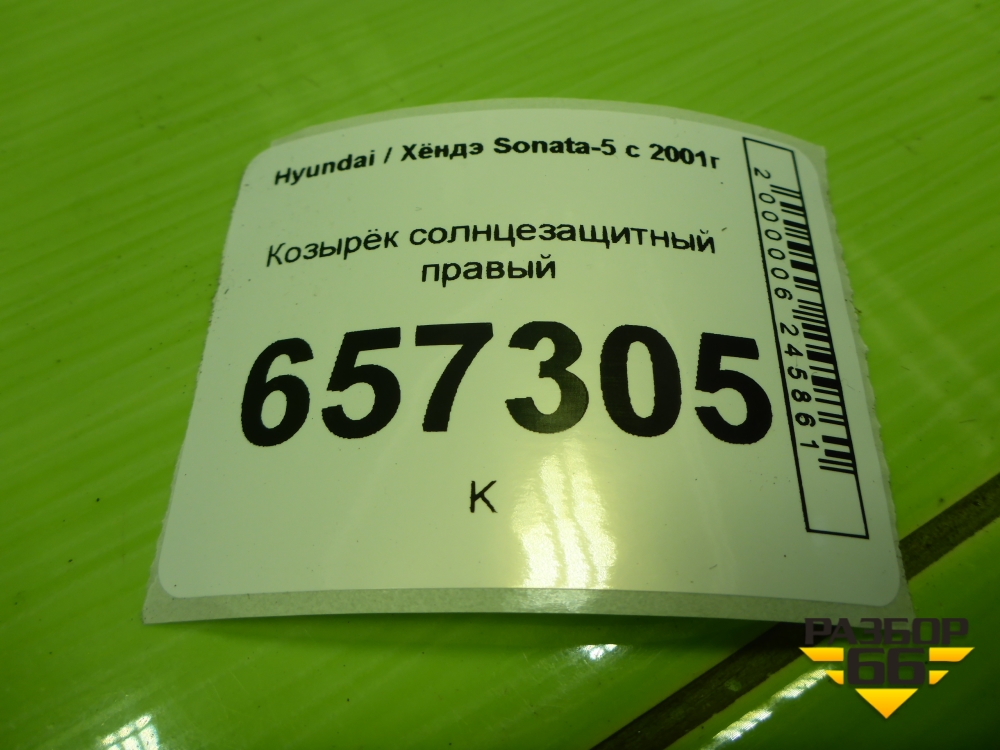 Hyundai / Хёндэ Sonata-5 с 2001г
Козырёк солнцезащитный
правый
657305
К
2000006245861
РАЗБОР
66